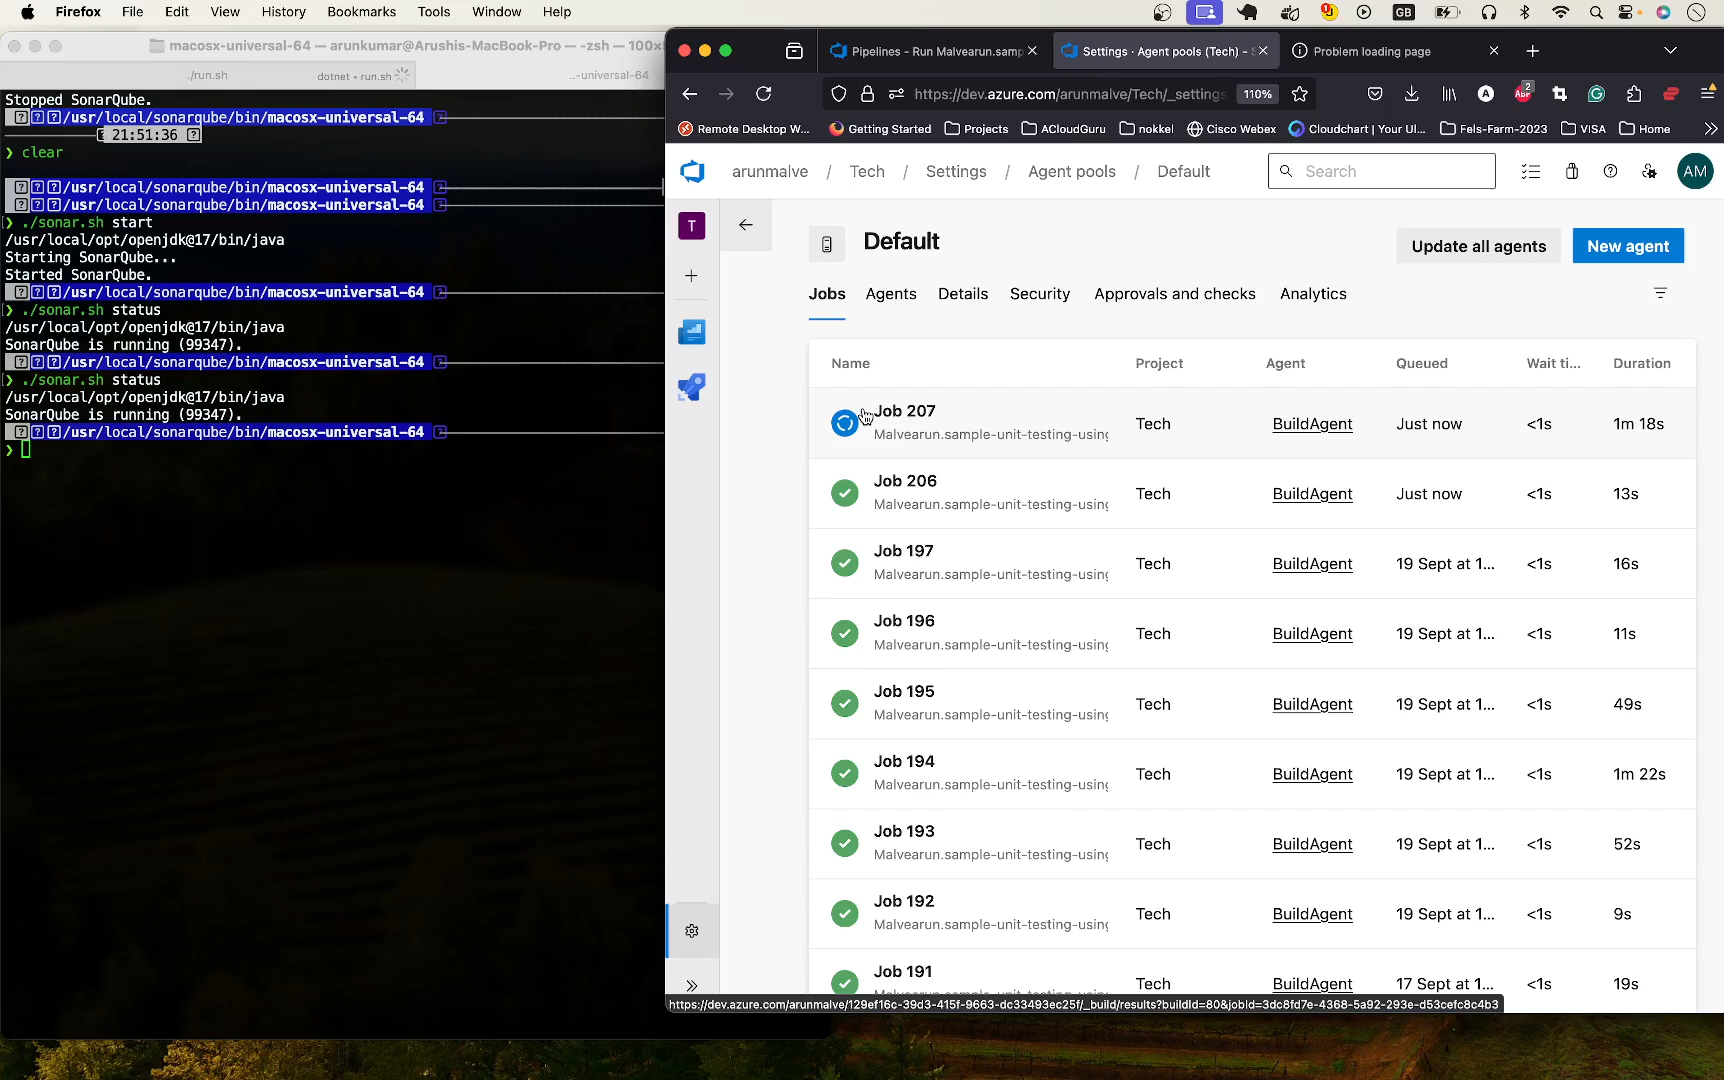 Firefox File Edit View History Bookmarks Tools Window Help
GB
macosx-universal-64 — arunkumar@Arushis-MacBook-Pro — -zsh — 100×
./run.sh
dotnet • run.sh
..-universal-64
Stopped SonarQube.
/usr/local/sonarqube/bin/macosx-universal-64
21:51:36
❯ clear
/usr/local/sonarqube/bin/macosx-universal-64
/usr/local/sonarqube/bin/macosx-universal-64
❯ ./sonar.sh start
/usr/local/opt/openjdk@17/bin/java
Starting SonarQube...
Started SonarQube.
/usr/local/sonarqube/bin/macosx-universal-64
❯ ./sonar.sh status
/usr/local/opt/openjdk@17/bin/java
SonarQube is running (99347).
/usr/local/sonarqube/bin/macosx-universal-64
❯ ./sonar.sh status
/usr/local/opt/openjdk@17/bin/java
SonarQube is running (99347).
/usr/local/sonarqube/bin/macosx-universal-64
❯
Pipelines - Run Malvearun.samp
Settings · Agent pools (Tech) - S
Problem loading page
https://dev.azure.com/arunmalve/Tech/_settings
110%
Remote Desktop W... Getting Started Projects ACloudGuru nokkel Cisco Webex Cloudchart | Your UI... Fels-Farm-2023 VISA Home
arunmalve / Tech / Settings / Agent pools / Default
Search
AM
T
Default
Update all agents
New agent
Jobs Agents Details Security Approvals and checks Analytics
Name Project Agent Queued Wait ti... Duration
Job 207
Malvearun.sample-unit-testing-using
Tech BuildAgent Just now <1s 1m 18s
Job 206
Malvearun.sample-unit-testing-using
Tech BuildAgent Just now <1s 13s
Job 197
Malvearun.sample-unit-testing-using
Tech BuildAgent 19 Sept at 1... <1s 16s
Job 196
Malvearun.sample-unit-testing-using
Tech BuildAgent 19 Sept at 1... <1s 11s
Job 195
Malvearun.sample-unit-testing-using
Tech BuildAgent 19 Sept at 1... <1s 49s
Job 194
Malvearun.sample-unit-testing-using
Tech BuildAgent 19 Sept at 1... <1s 1m 22s
Job 193
Malvearun.sample-unit-testing-using
Tech BuildAgent 19 Sept at 1... <1s 52s
Job 192
Malvearun.sample-unit-testing-using
Tech BuildAgent 19 Sept at 1... <1s 9s
Job 191
Tech BuildAgent 17 Sept at 1... <1s 19s
https://dev.azure.com/arunmalve/129ef16c-39d3-415f-9663-dc33493ec25f/_build/results?buildId=80&jobId=3dc8fd7e-4368-5a92-293e-d53cefc8c4b3